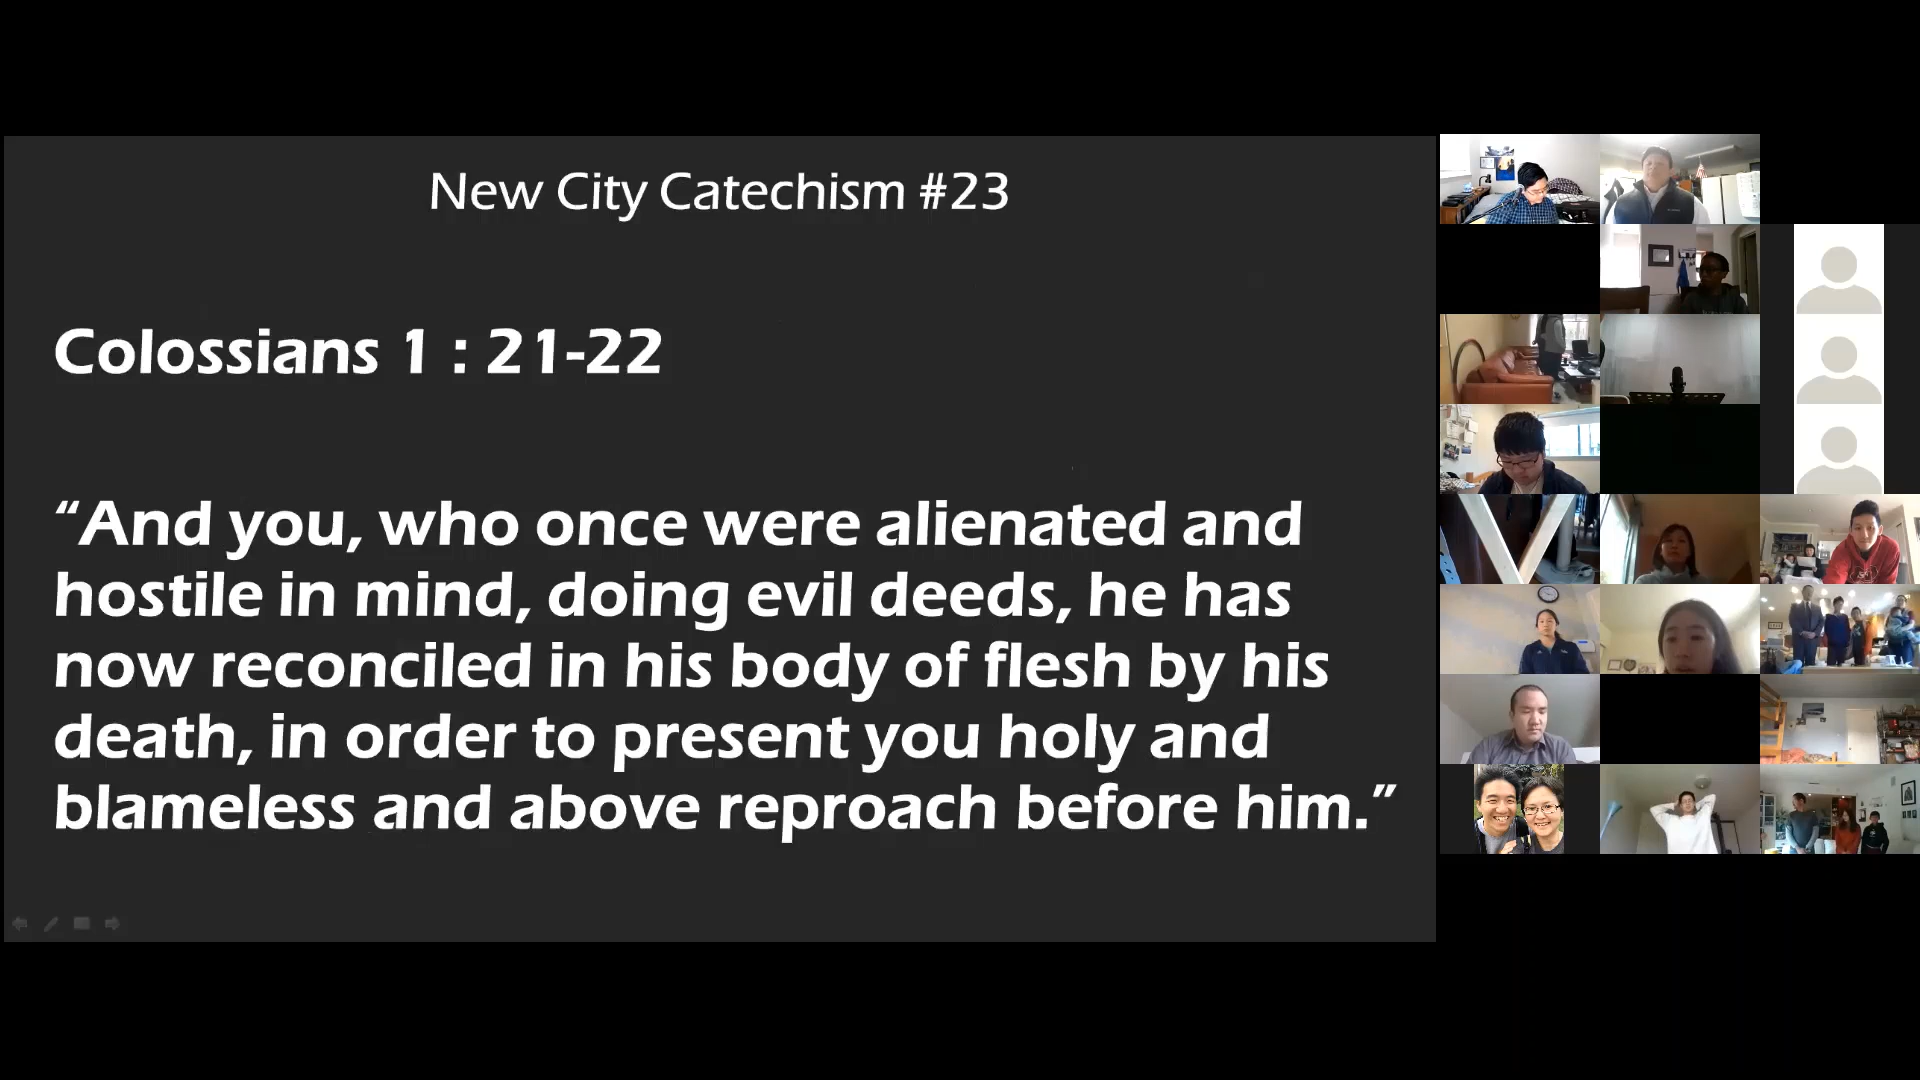 New City Catechism #23
Colossians 1 : 21-22
“And you, who once were alienated and
hostile in mind, doing evil deeds, he has
now reconciled in his body of flesh by his
death, in order to present you holy and
blameless and above reproach before him.”